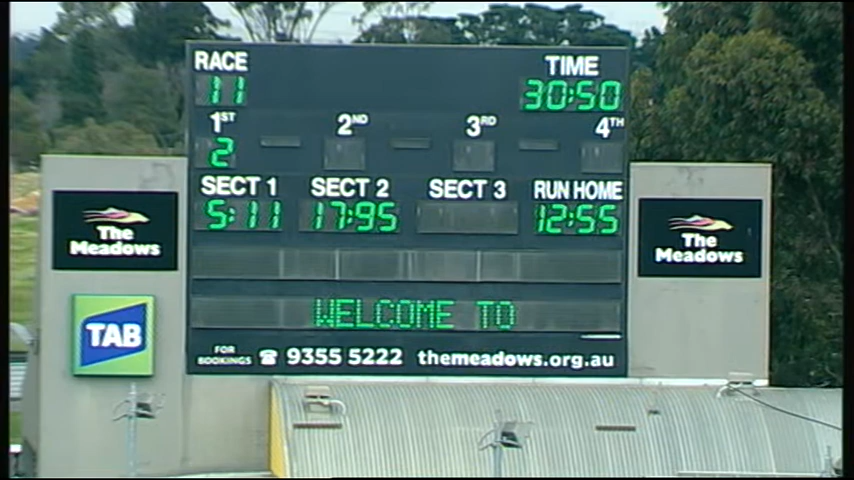 RACE TIME
11 30:50
1ST 2ND 3RD 4TH
2
SECT 1 SECT 2 SECT 3 RUN HOME
5:11 17:95 12:55
The
Meadows
The
Meadows
WELCOME TO
TAB
FOR
BOOKINGS ☎ 9355 5222 themeadows.org.au